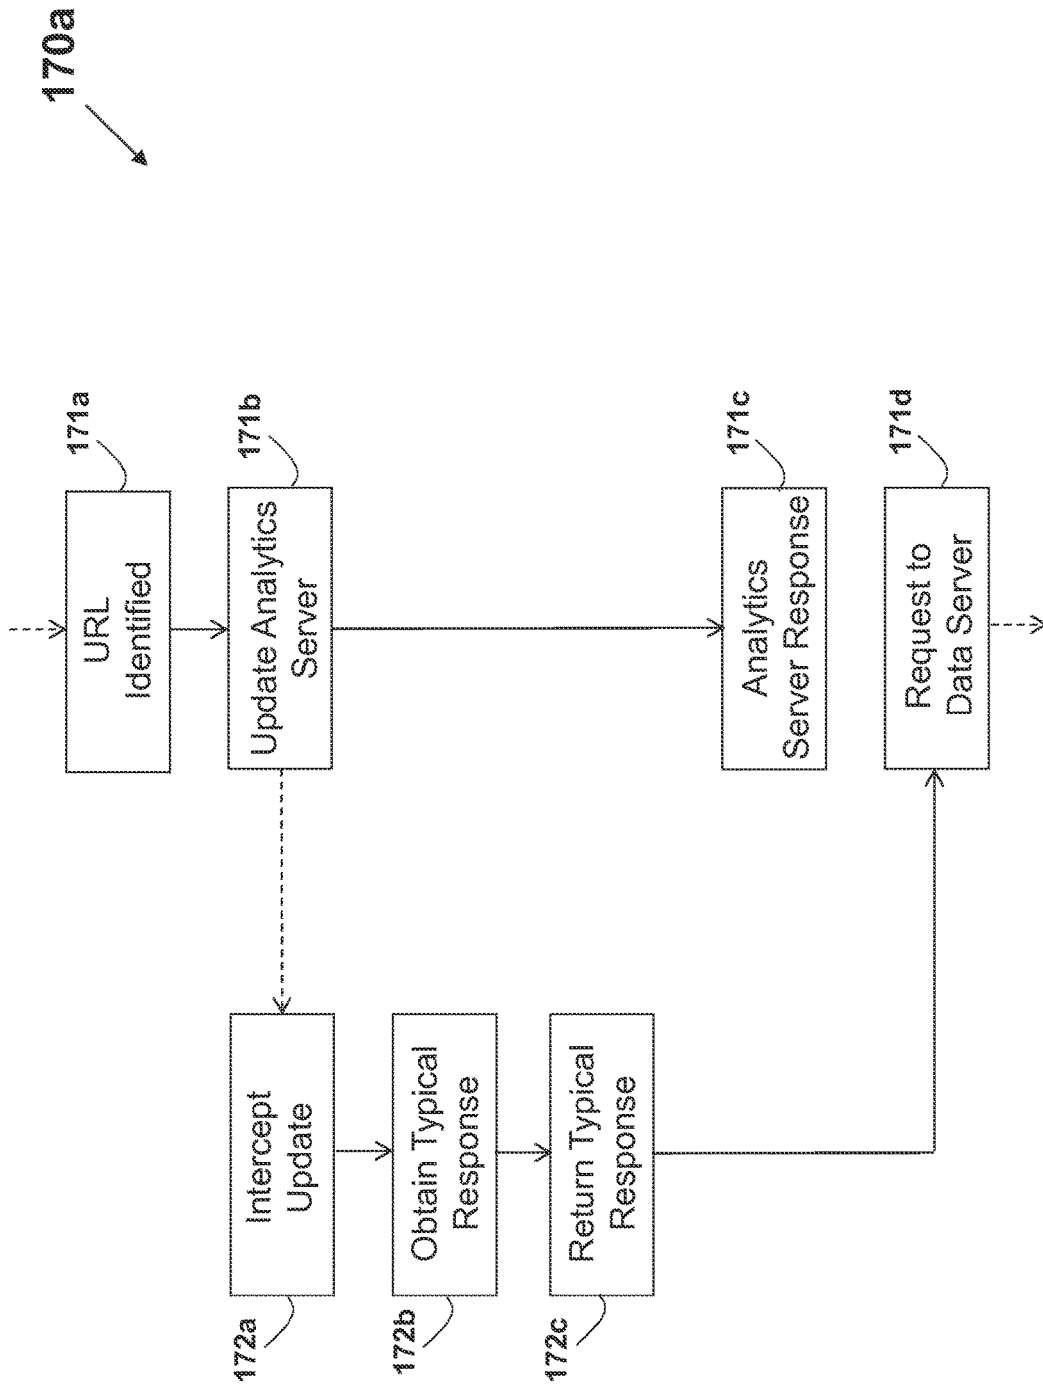 170a
171a
URL
Identified
171b
Update Analytics
Server
172a
Intercept
Update
172b
Obtain Typical
Response
172c
Return Typical
Response
171c
Analytics
Server Response
171d
Request to
Data Server